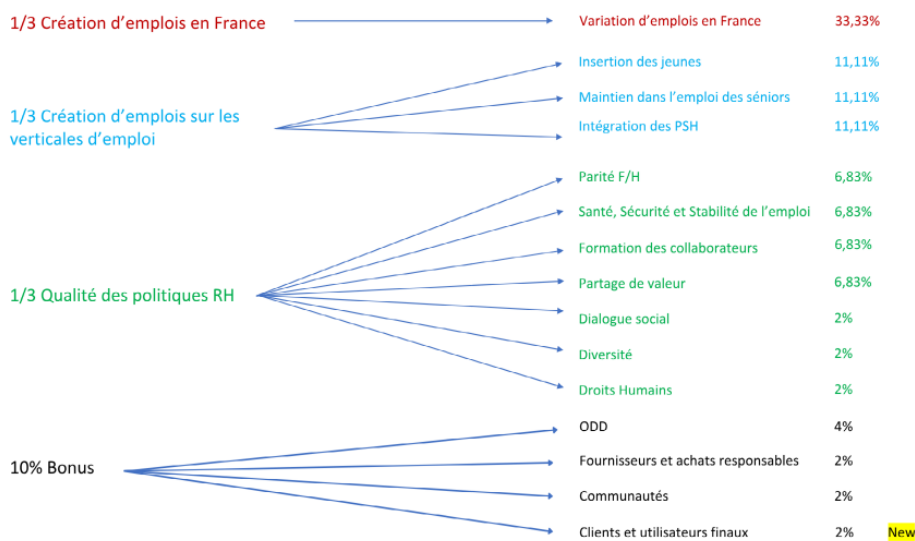 1/3 Création d’emplois en France
Variation d’emplois en France 33,33%
1/3 Création d’emplois sur les
verticales d’emploi
Insertion des jeunes 11,11%
Maintien dans l’emploi des séniors 11,11%
Intégration des PSH 11,11%
1/3 Qualité des politiques RH
Parité F/H 6,83%
Santé, Sécurité et Stabilité de l’emploi 6,83%
Formation des collaborateurs 6,83%
Partage de valeur 6,83%
Dialogue social 2%
Diversité 2%
Droits Humains 2%
10% Bonus
ODD 4%
Fournisseurs et achats responsables 2%
Communautés 2%
Clients et utilisateurs finaux 2% New